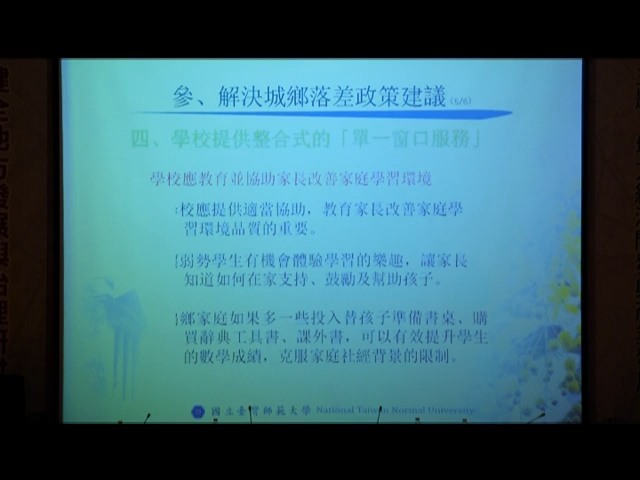 參、解決城鄉落差政策建議(5/6)
四、學校提供整合式的「單一窗口服務」
學校應教育並協助家長改善家庭學習環境
校應提供適當協助，教育家長改善家庭學
習環境品質的重要。
弱勢學生有機會體驗學習的樂趣，讓家長
知道如何在家支持、鼓勵及幫助孩子。
鄉家庭如果多一些投入替孩子準備書桌、購
買辭典工具書、課外書，可以有效提升學生
的數學成績，克服家庭社經背景的限制。
國立臺灣師範大學 National Taiwan Normal University